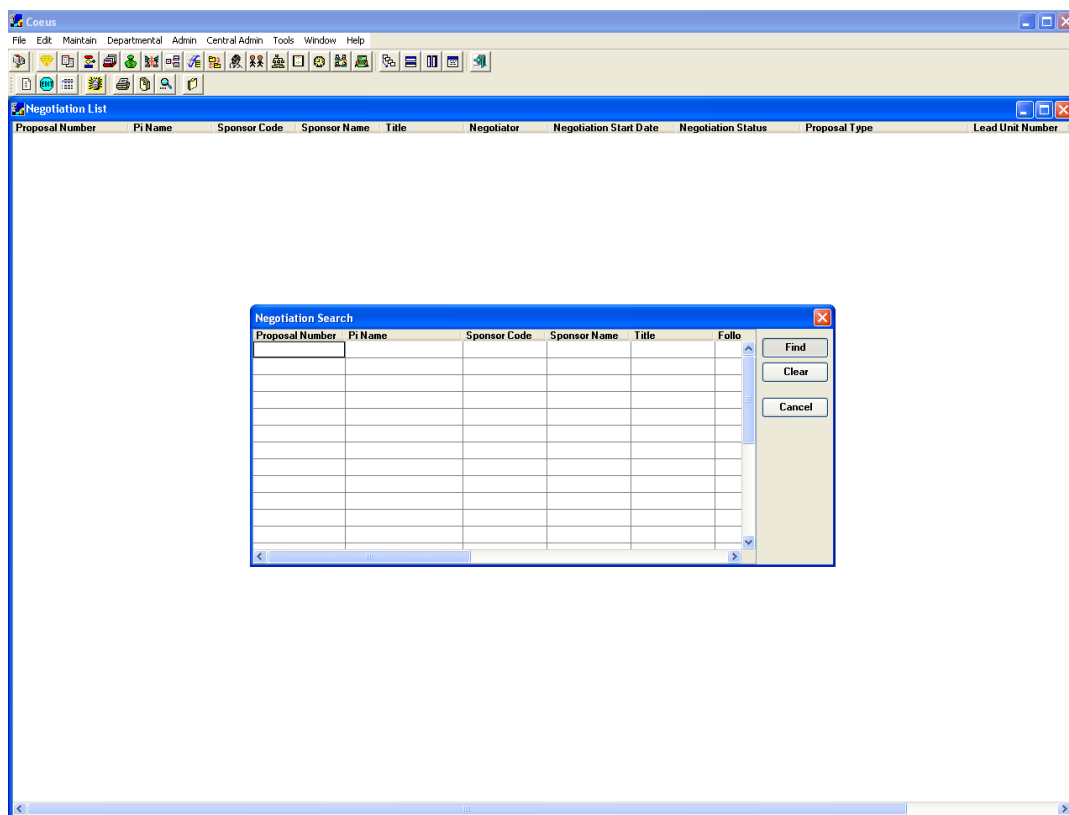 Coeus
File Edit Maintain Departmental Admin Central Admin Tools Window Help
EDIT
Negotiation List
Proposal Number Pi Name Sponsor Code Sponsor Name Title Negotiator Negotiation Start Date Negotiation Status Proposal Type Lead Unit Number
Negotiation Search
Proposal Number Pi Name Sponsor Code Sponsor Name Title Follo
Find
Clear
Cancel